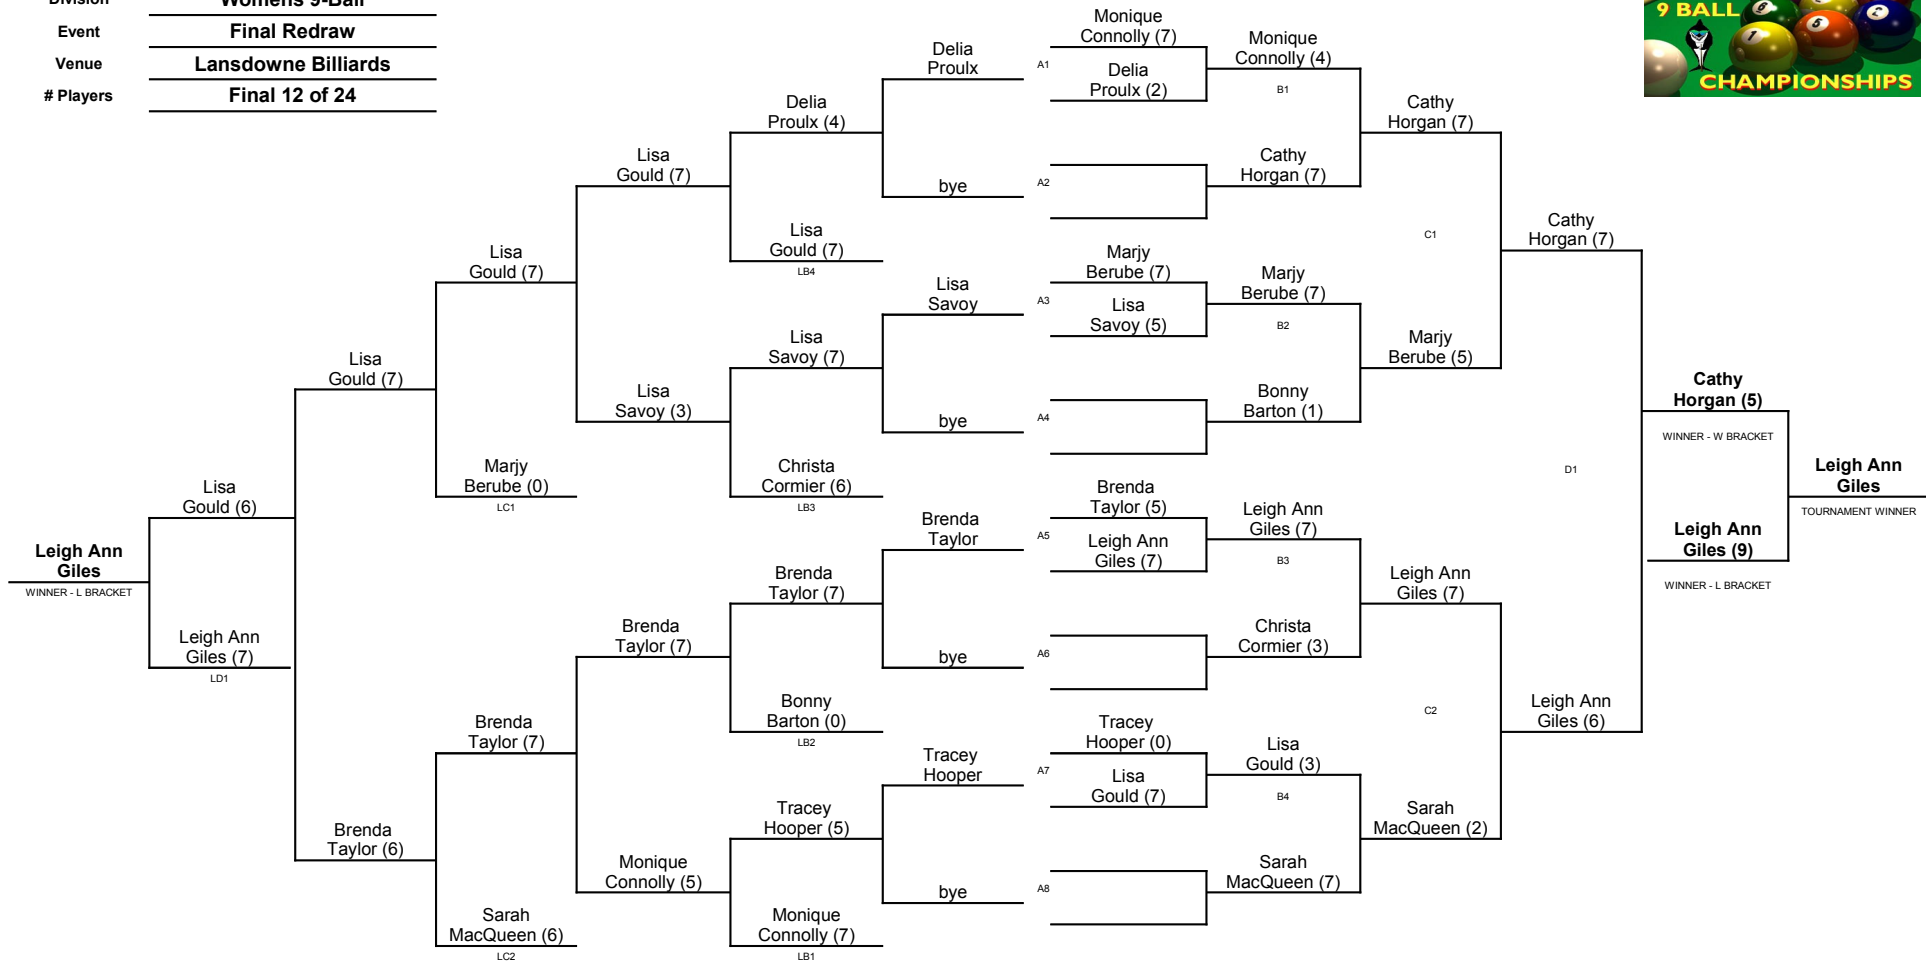 Division Womens 9-Ball
Event Final Redraw
Venue Lansdowne Billiards
# Players Final 12 of 24
9 BALL
CHAMPIONSHIPS
6
2
1
5
Leigh Ann
Giles
WINNER - L BRACKET
Lisa
Gould (6)
Leigh Ann
Giles (7)
LD1
Lisa
Gould (7)
Brenda
Taylor (6)
Lisa
Gould (7)
Marjy
Berube (0)
LC1
Brenda
Taylor (7)
Sarah
MacQueen (6)
LC2
Lisa
Gould (7)
Lisa
Savoy (3)
Brenda
Taylor (7)
Monique
Connolly (5)
Delia
Proulx (4)
Lisa
Gould (7)
LB4
Lisa
Savoy (7)
Christa
Cormier (6)
LB3
Brenda
Taylor (7)
Bonny
Barton (0)
LB2
Tracey
Hooper (5)
Monique
Connolly (7)
LB1
Delia
Proulx
bye
Lisa
Savoy
bye
Brenda
Taylor
bye
Tracey
Hooper
bye
A1
A2
A3
A4
A5
A6
A7
A8
Monique
Connolly (7)
Delia
Proulx (2)
Marjy
Berube (7)
Lisa
Savoy (5)
Brenda
Taylor (5)
Leigh Ann
Giles (7)
Tracey
Hooper (0)
Lisa
Gould (7)
Monique
Connolly (4)
B1
Cathy
Horgan (7)
Marjy
Berube (7)
B2
Bonny
Barton (1)
Leigh Ann
Giles (7)
B3
Christa
Cormier (3)
Lisa
Gould (3)
B4
Sarah
MacQueen (7)
Cathy
Horgan (7)
C1
Marjy
Berube (5)
Leigh Ann
Giles (7)
C2
Sarah
MacQueen (2)
Cathy
Horgan (7)
D1
Leigh Ann
Giles (6)
Cathy
Horgan (5)
WINNER - W BRACKET
Leigh Ann
Giles (9)
WINNER - L BRACKET
Leigh Ann
Giles
TOURNAMENT WINNER